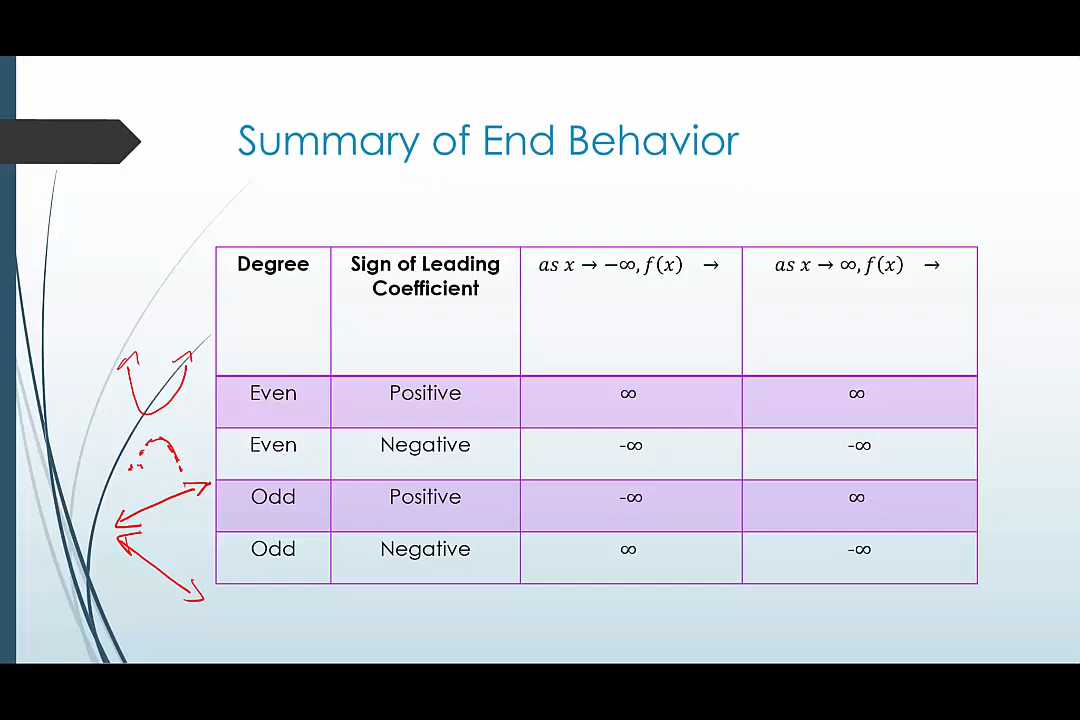 Summary of End Behavior
Degree
Sign of Leading
Coefficient
as x → −∞, f(x) →
as x → ∞, f(x) →
Even Positive ∞ ∞
Even Negative -∞ -∞
Odd Positive -∞ ∞
Odd Negative ∞ -∞